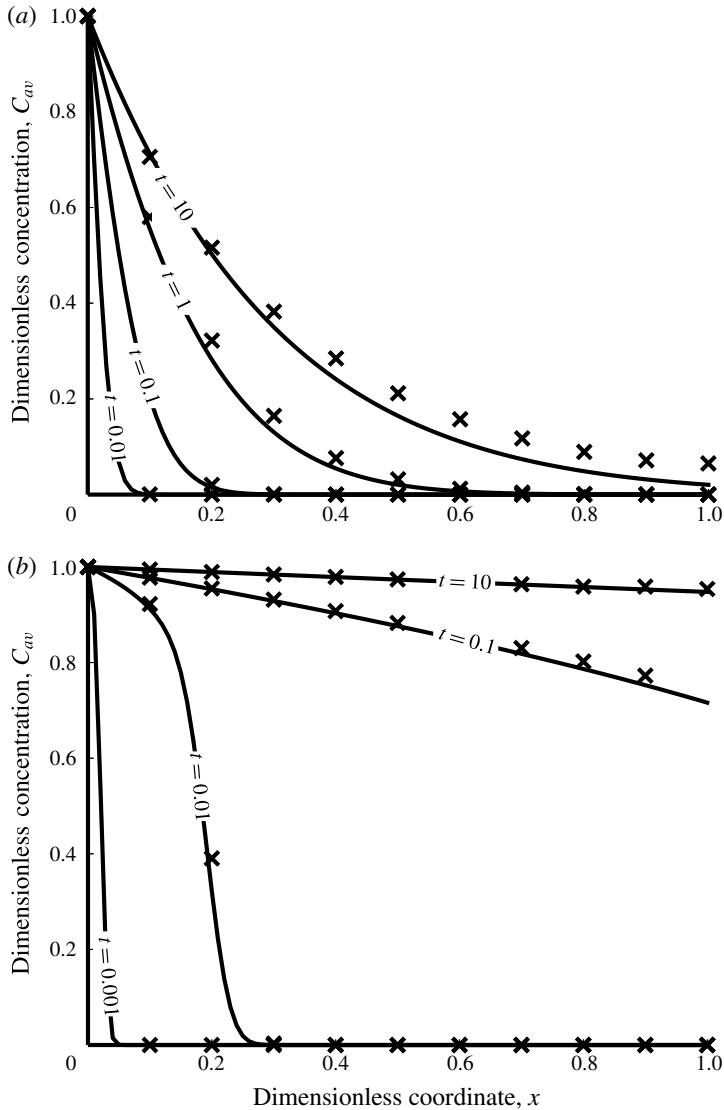 (a)
1.0
0.8
0.6
0.4
0.2
Dimensionless concentration, C_av
t = 10
t = 1
t = 0.1
t = 0.01
0 0.2 0.4 0.6 0.8 1.0
(b)
1.0
0.8
0.6
0.4
0.2
Dimensionless concentration, C_av
t = 10
t = 0.1
t = 0.01
t = 0.001
0 0.2 0.4 0.6 0.8 1.0
Dimensionless coordinate, x